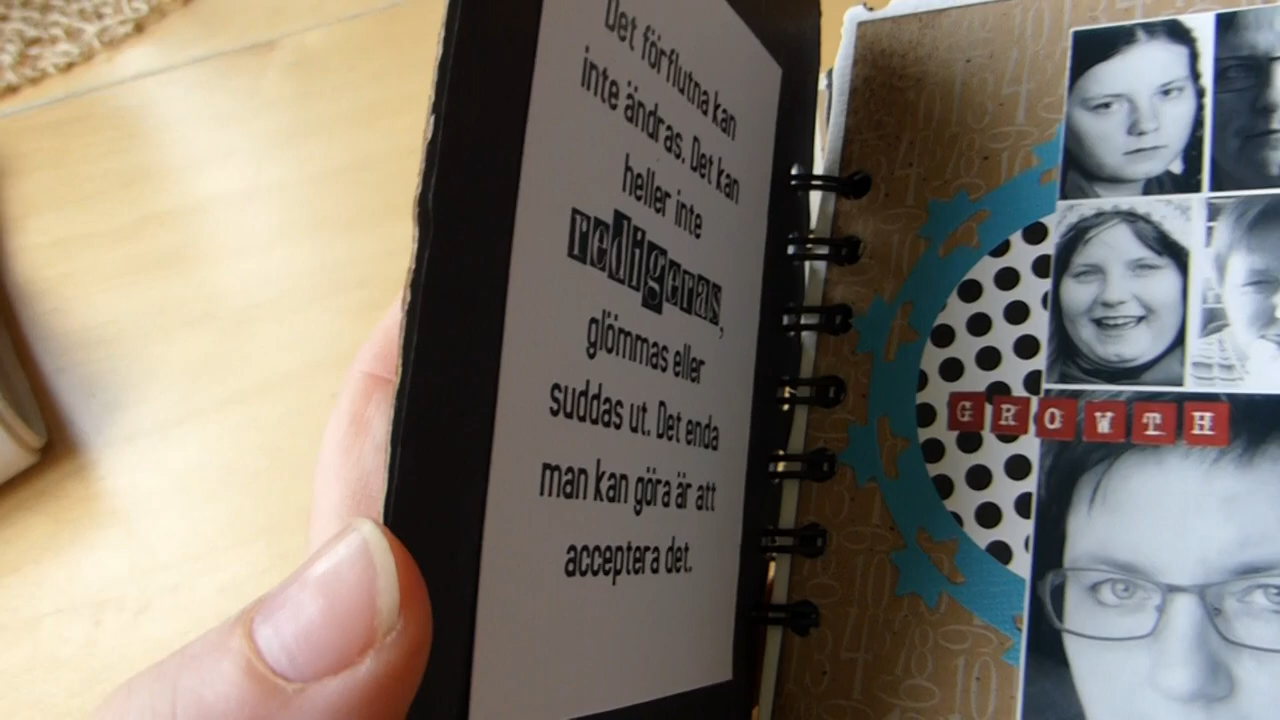 Det förflutna kan
inte ändras. Det kan
heller inte
redigeras,
glömmas eller
suddas ut. Det enda
man kan göra är att
acceptera det.
GROWTH